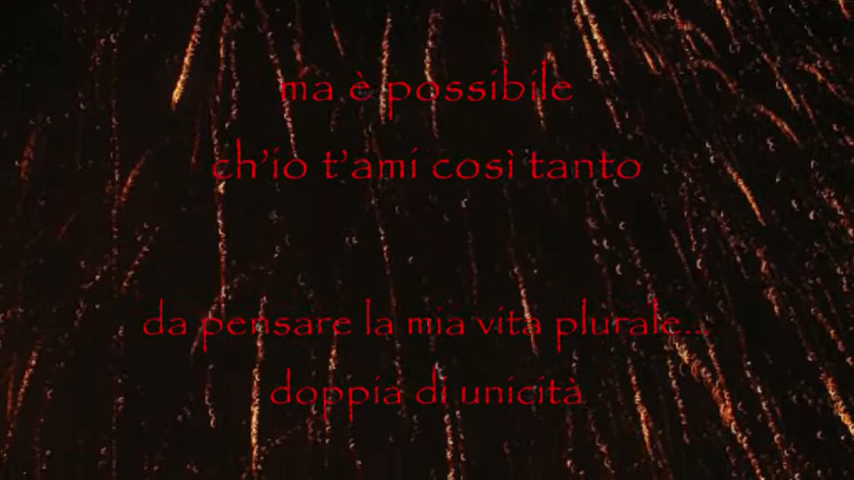 ma è possibile
ch'io t'ami così tanto
da pensare la mia vita plurale...
doppia di unicità